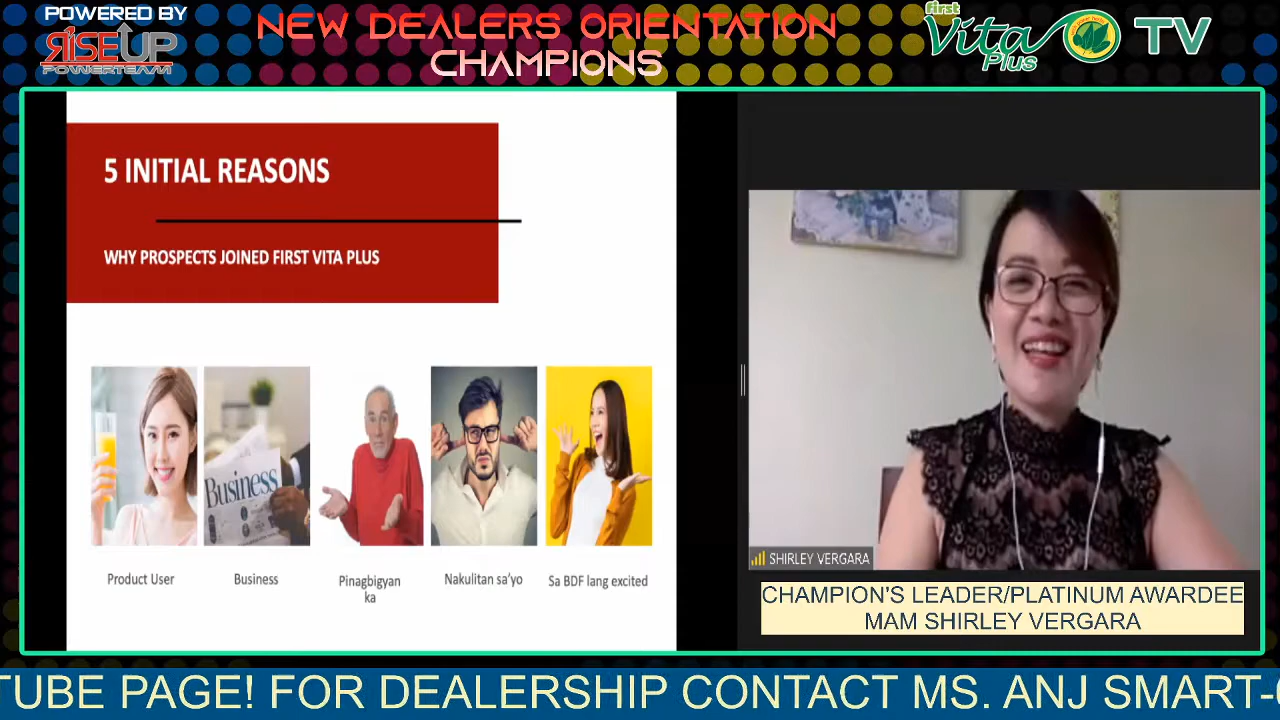 POWERED BY
RISEUP
POWERTEAM
NEW DEALERS ORIENTATION
CHAMPIONS
first
Vita
Plus
TV
5 INITIAL REASONS
WHY PROSPECTS JOINED FIRST VITA PLUS
Business
Product User
Business
Pinagbigyan
ka
Nakulitan sa'yo
Sa BDF lang excited
SHIRLEY VERGARA
CHAMPION'S LEADER/PLATINUM AWARDEE
MAM SHIRLEY VERGARA
TUBE PAGE! FOR DEALERSHIP CONTACT MS. ANJ SMART-